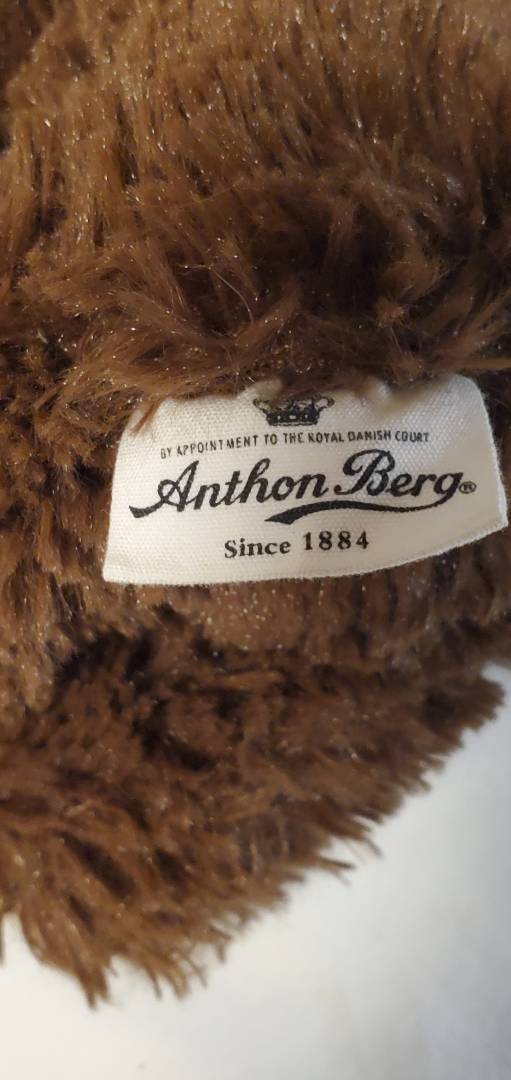 BY APPOINTMENT TO THE ROYAL DANISH COURT
Anthon Berg®
Since 1884